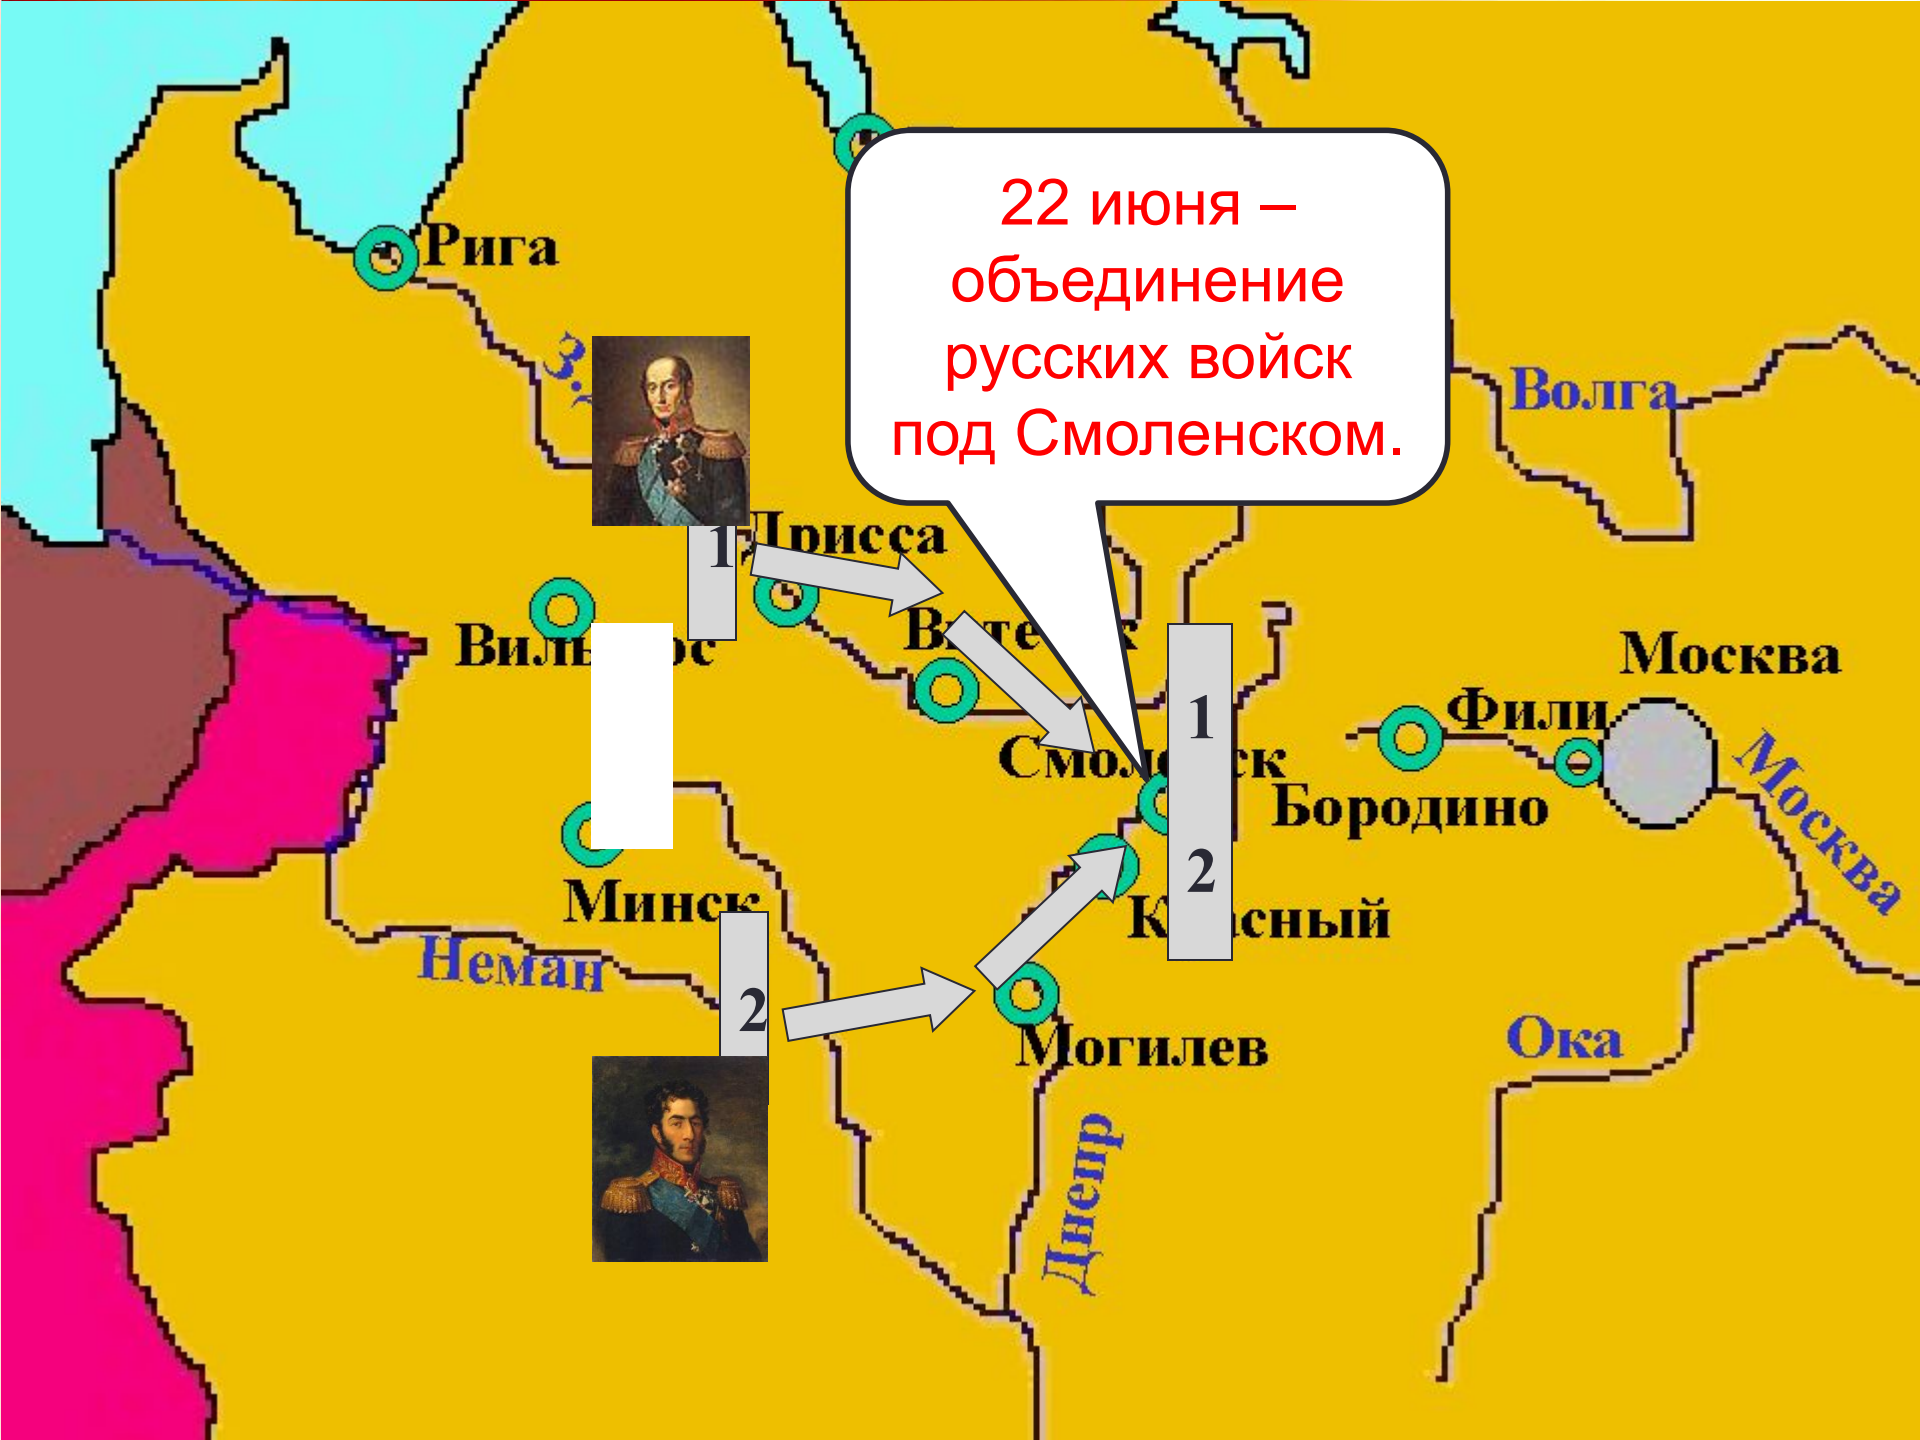 22 июня –
объединение
русских войск
под Смоленском.
Рига
Волга
1
Дрисса
Москва
Фили
1
Бородино
Москва
2
Минск
Красный
Неман
2
Могилев
Ока
Днепр